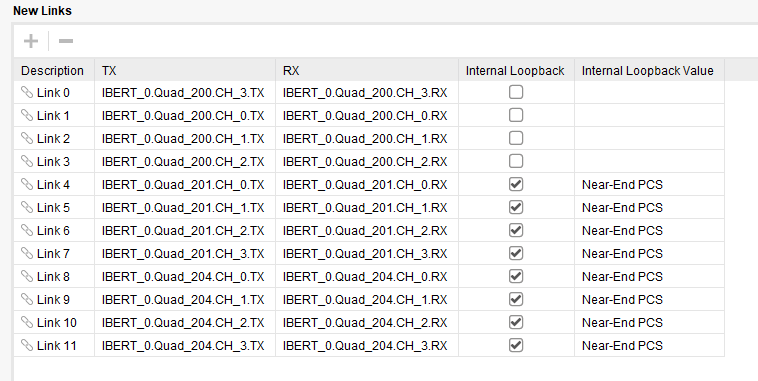 New Links
Description TX RX Internal Loopback Internal Loopback Value
Link 0 IBERT_0.Quad_200.CH_3.TX IBERT_0.Quad_200.CH_3.RX
Link 1 IBERT_0.Quad_200.CH_0.TX IBERT_0.Quad_200.CH_0.RX
Link 2 IBERT_0.Quad_200.CH_1.TX IBERT_0.Quad_200.CH_1.RX
Link 3 IBERT_0.Quad_200.CH_2.TX IBERT_0.Quad_200.CH_2.RX
Link 4 IBERT_0.Quad_201.CH_0.TX IBERT_0.Quad_201.CH_0.RX Near-End PCS
Link 5 IBERT_0.Quad_201.CH_1.TX IBERT_0.Quad_201.CH_1.RX Near-End PCS
Link 6 IBERT_0.Quad_201.CH_2.TX IBERT_0.Quad_201.CH_2.RX Near-End PCS
Link 7 IBERT_0.Quad_201.CH_3.TX IBERT_0.Quad_201.CH_3.RX Near-End PCS
Link 8 IBERT_0.Quad_204.CH_0.TX IBERT_0.Quad_204.CH_0.RX Near-End PCS
Link 9 IBERT_0.Quad_204.CH_1.TX IBERT_0.Quad_204.CH_1.RX Near-End PCS
Link 10 IBERT_0.Quad_204.CH_2.TX IBERT_0.Quad_204.CH_2.RX Near-End PCS
Link 11 IBERT_0.Quad_204.CH_3.TX IBERT_0.Quad_204.CH_3.RX Near-End PCS